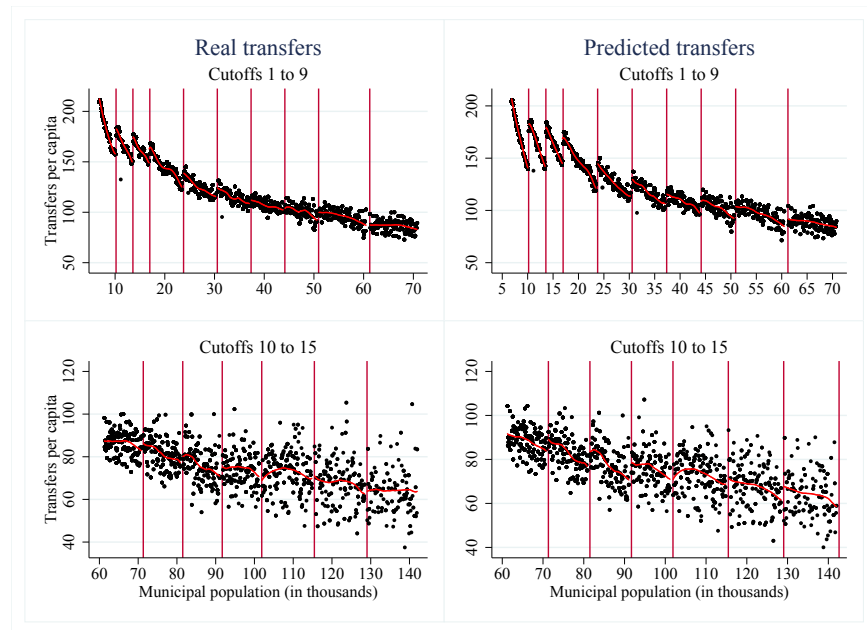 Real transfers
Cutoffs 1 to 9
Transfers per capita
50 100 150 200
10 20 30 40 50 60 70
Predicted transfers
Cutoffs 1 to 9
50 100 150 200
5 10 15 20 25 30 35 40 45 50 55 60 65 70
Cutoffs 10 to 15
Transfers per capita
40 60 80 100 120
60 70 80 90 100 110 120 130 140
Municipal population (in thousands)
Cutoffs 10 to 15
40 60 80 100 120
60 70 80 90 100 110 120 130 140
Municipal population (in thousands)